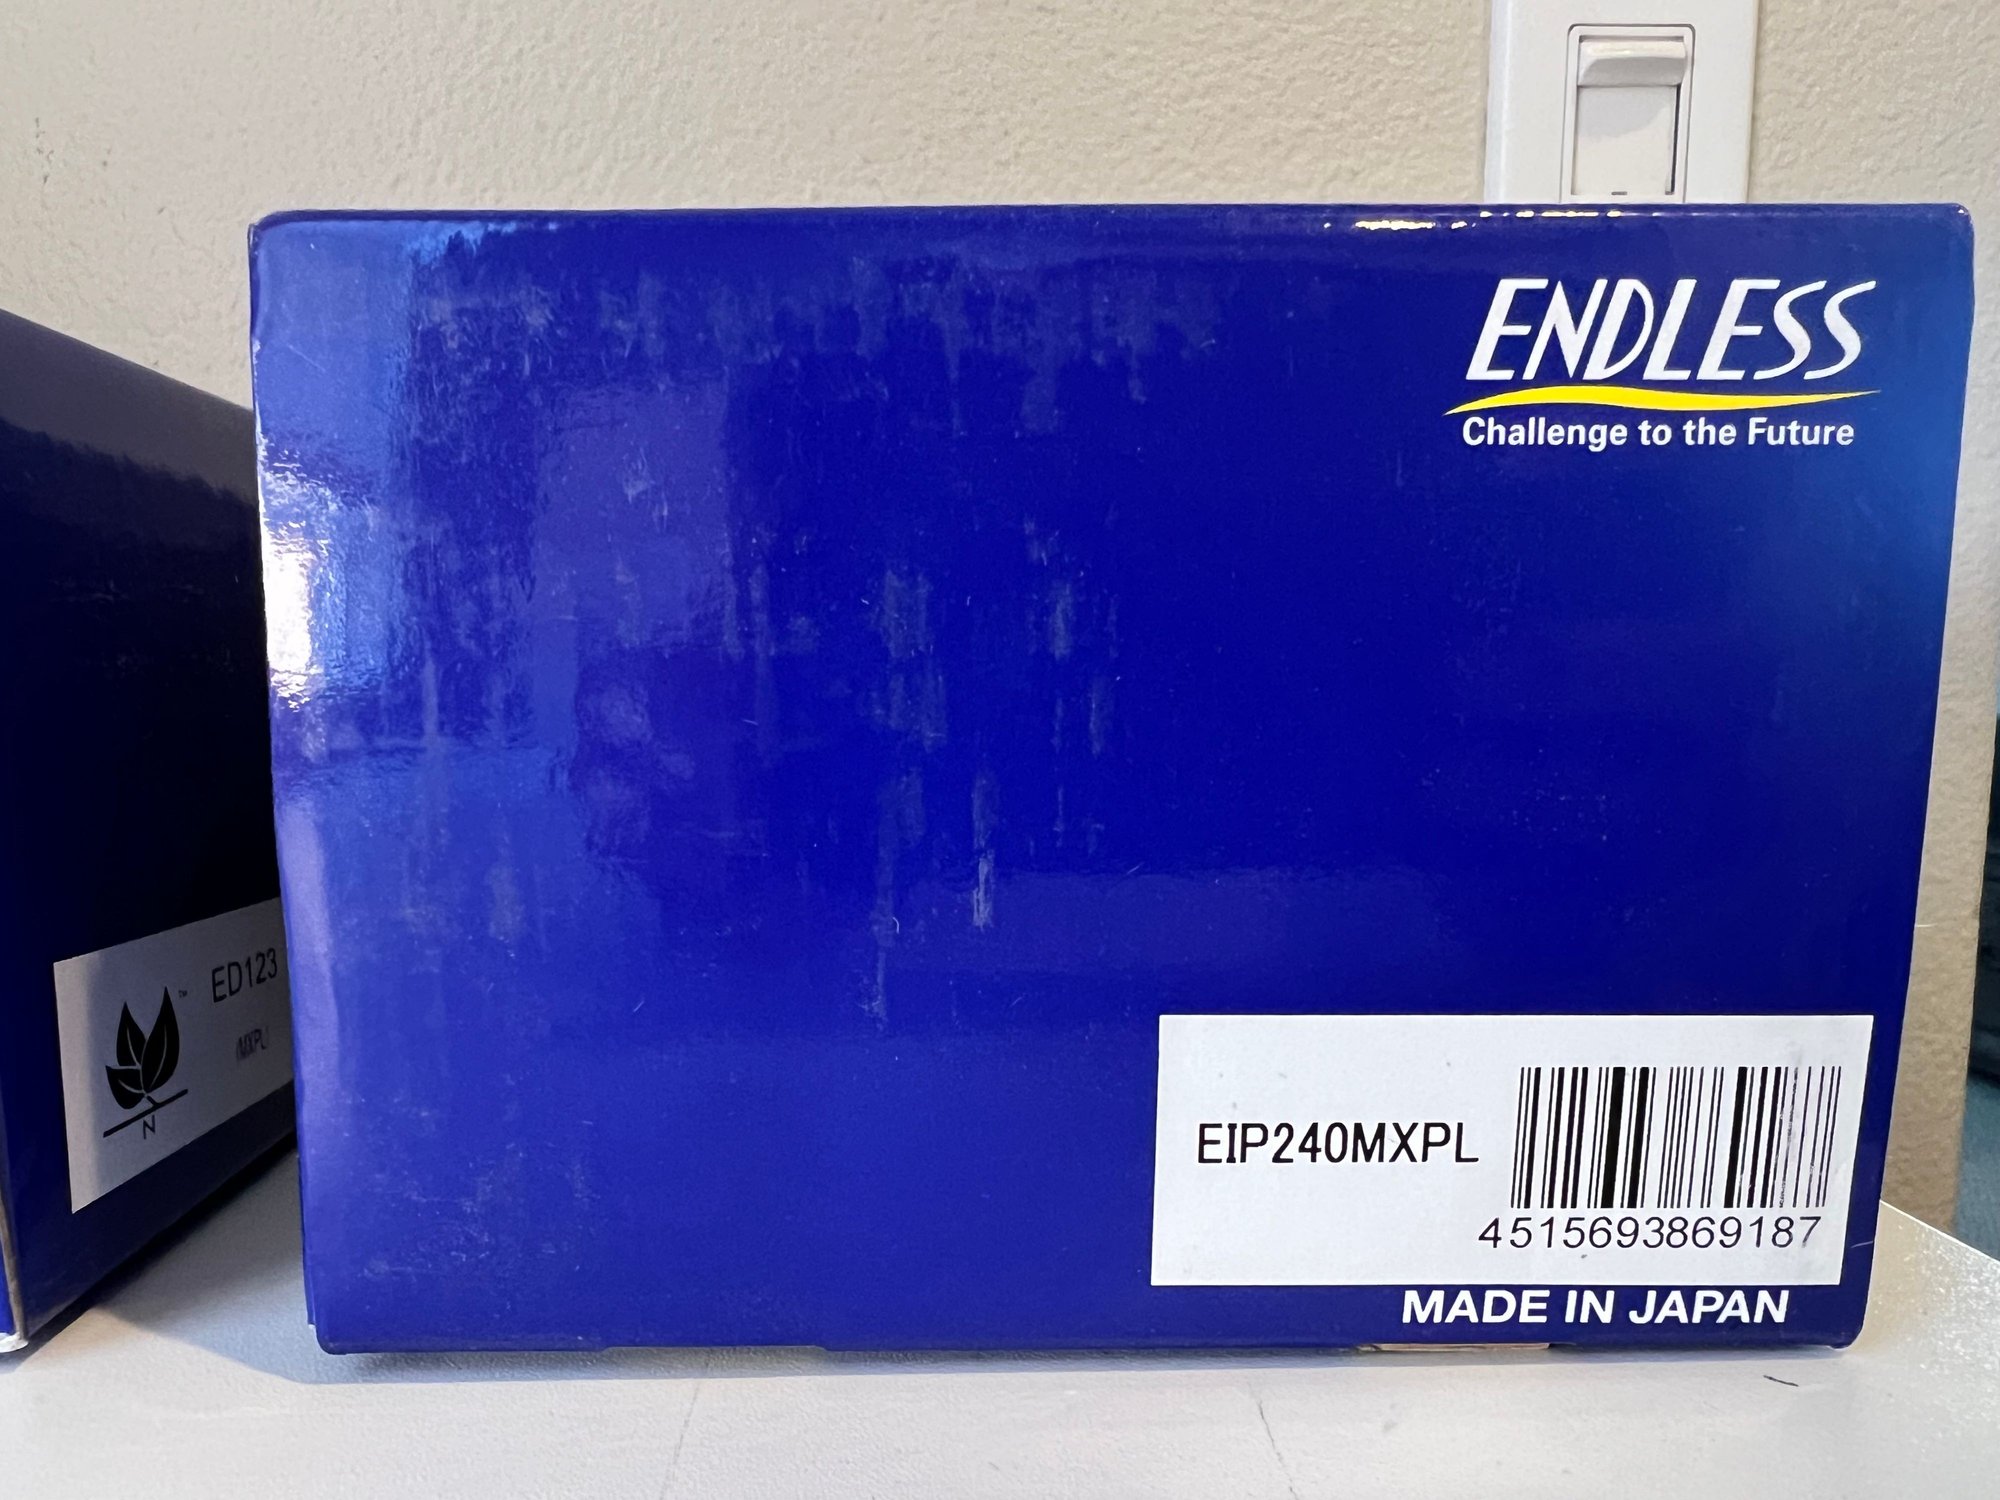 ENDLESS
Challenge to the Future
EIP240MXPL
4515693869187
MADE IN JAPAN
ED123
(MXPL)
N